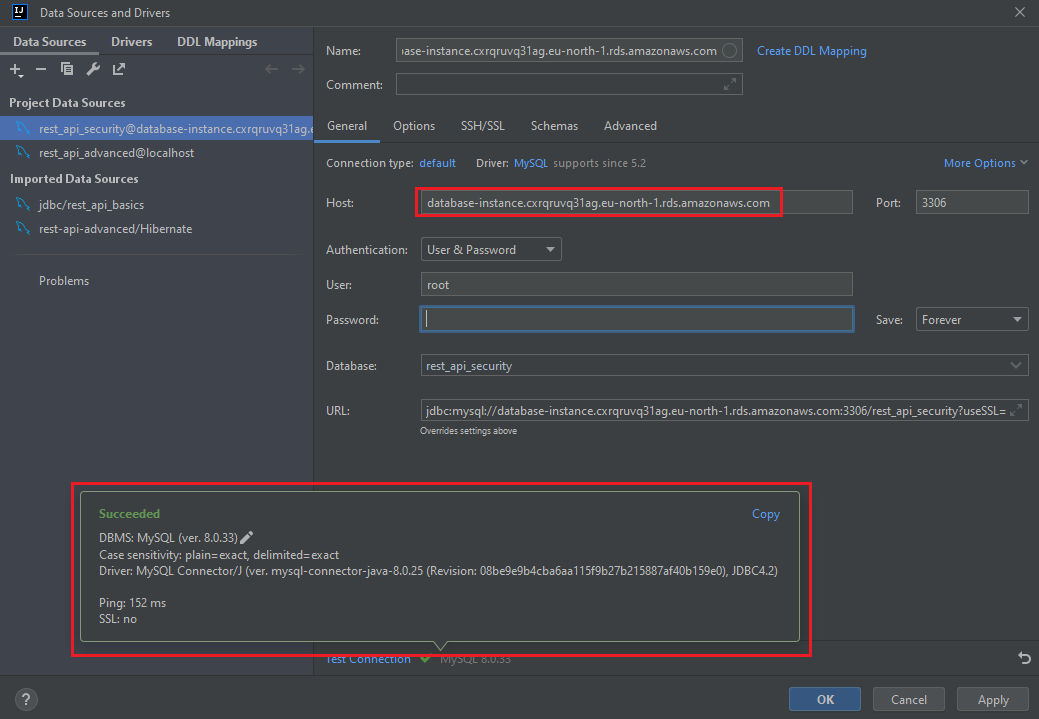 Data Sources and Drivers
Data Sources Drivers DDL Mappings
Project Data Sources
rest_api_security@database-instance.cxrqruvq31ag.e
rest_api_advanced@localhost
Imported Data Sources
jdbc/rest_api_basics
rest-api-advanced/Hibernate
Problems
Name: ase-instance.cxrqruvq31ag.eu-north-1.rds.amazonaws.com Create DDL Mapping
Comment:
General Options SSH/SSL Schemas Advanced
Connection type: default Driver: MySQL supports since 5.2 More Options
Host: database-instance.cxrqruvq31ag.eu-north-1.rds.amazonaws.com Port: 3306
Authentication: User & Password
User: root
Password: Save: Forever
Database: rest_api_security
URL: jdbc:mysql://database-instance.cxrqruvq31ag.eu-north-1.rds.amazonaws.com:3306/rest_api_security?useSSL=
Overrides settings above
Succeeded Copy
DBMS: MySQL (ver. 8.0.33)
Case sensitivity: plain=exact, delimited=exact
Driver: MySQL Connector/J (ver. mysql-connector-java-8.0.25 (Revision: 08be9e9b4cba6aa115f9b27b215887af40b159e0), JDBC4.2)
Ping: 152 ms
SSL: no
Test Connection MySQL 8.0.33
? OK Cancel Apply